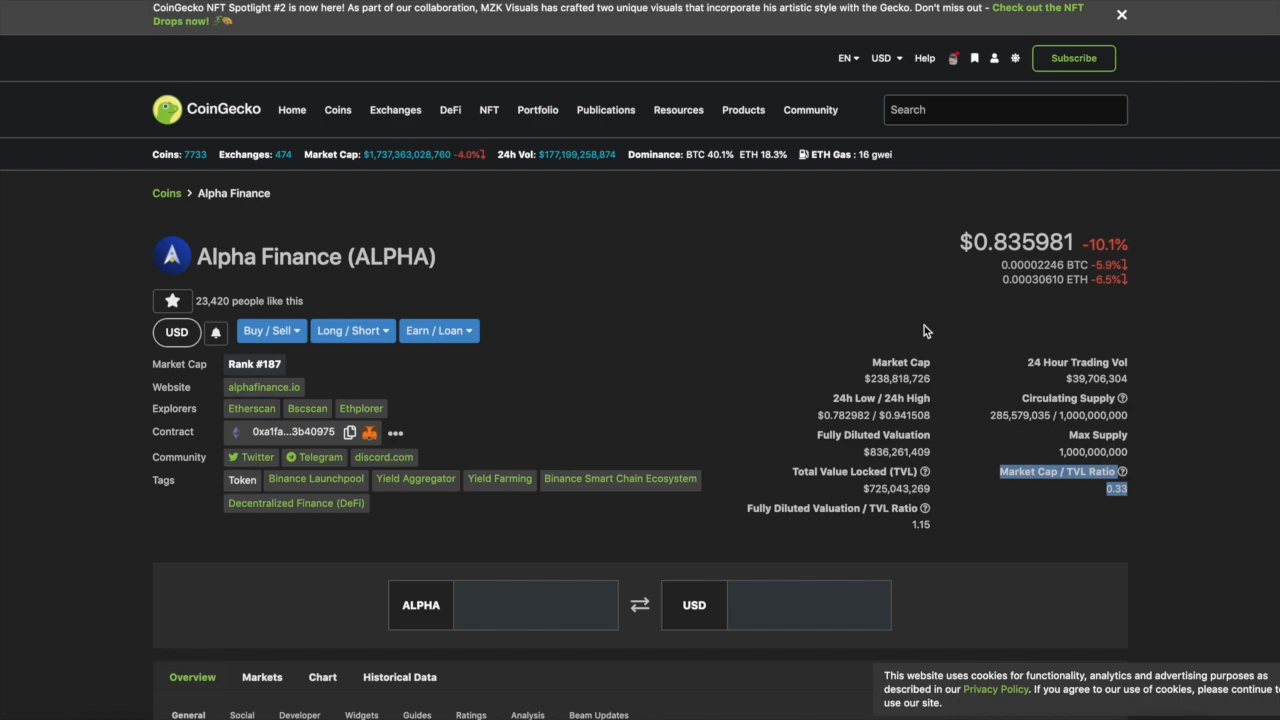 CoinGecko NFT Spotlight #2 is now here! As part of our collaboration, MZK Visuals has crafted two unique visuals that incorporate his artistic style with the Gecko. Don't miss out - Check out the NFT
Drops now!
EN USD Help Subscribe
CoinGecko Home Coins Exchanges DeFi NFT Portfolio Publications Resources Products Community Search
Coins: 7733 Exchanges: 474 Market Cap: $1,737,363,028,760 -4.0% 24h Vol: $177,199,258,874 Dominance: BTC 40.1% ETH 18.3% ETH Gas : 16 gwei
Coins > Alpha Finance
Alpha Finance (ALPHA)
$0.835981 -10.1%
0.00002246 BTC -5.9%
0.00030610 ETH -6.5%
23,420 people like this
USD Buy / Sell Long / Short Earn / Loan
Market Cap Rank #187
Website alphafinance.io
Explorers Etherscan Bscscan Ethplorer
Contract 0xa1fa...3b40975
Community Twitter Telegram discord.com
Tags Token Binance Launchpool Yield Aggregator Yield Farming Binance Smart Chain Ecosystem
Decentralized Finance (DeFi)
Market Cap
$238,818,726
24h Low / 24h High
$0.782982 / $0.941508
Fully Diluted Valuation
$836,261,409
Total Value Locked (TVL)
$725,043,269
Fully Diluted Valuation / TVL Ratio
1.15
24 Hour Trading Vol
$39,706,304
Circulating Supply
285,579,035 / 1,000,000,000
Max Supply
1,000,000,000
Market Cap / TVL Ratio
0.33
ALPHA USD
Overview Markets Chart Historical Data
General Social Developer Widgets Guides Ratings Analysis Beam Updates
This website uses cookies for functionality, analytics and advertising purposes as
described in our Privacy Policy. If you agree to our use of cookies, please continue to
use our site.